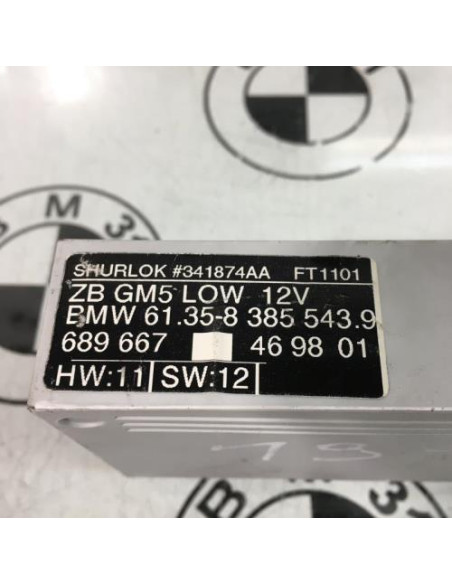 SHURLOK #341874AA FT1101
ZB GM5 LOW 12V
BMW 61.35-8 385 543.9
689 667 46 98 01
HW:11 SW:12